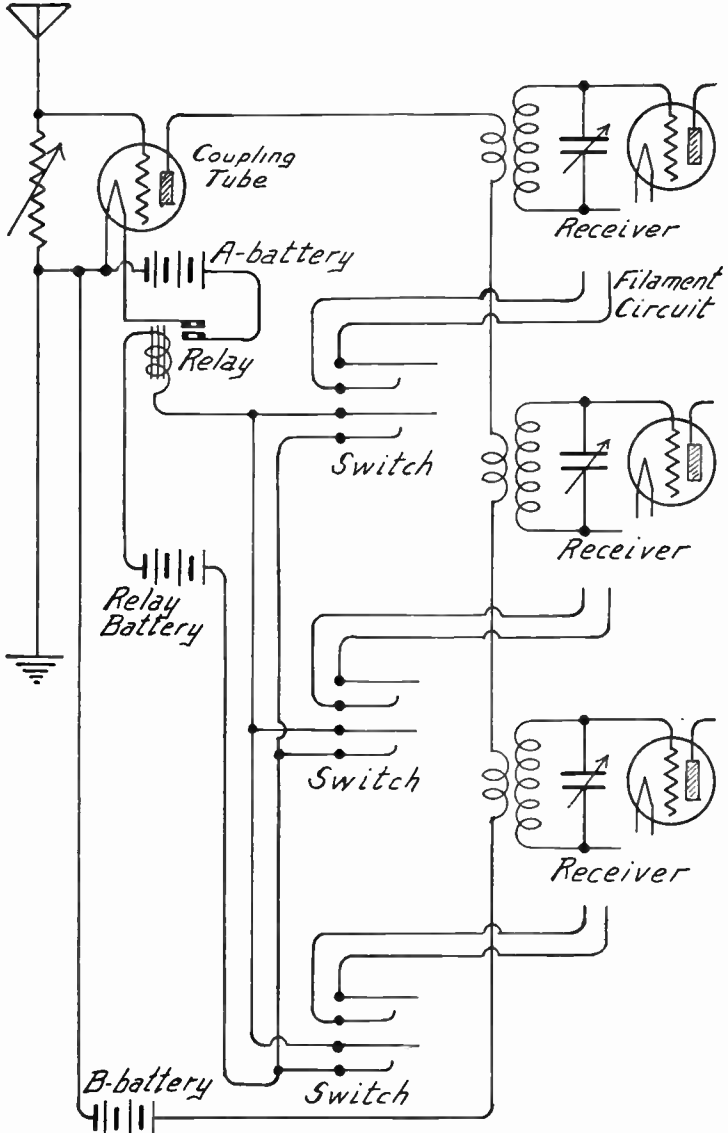 Coupling
Tube
Receiver
A-battery
Filament
Circuit
Relay
Switch
Receiver
Relay
Battery
Switch
Receiver
B-battery
Switch